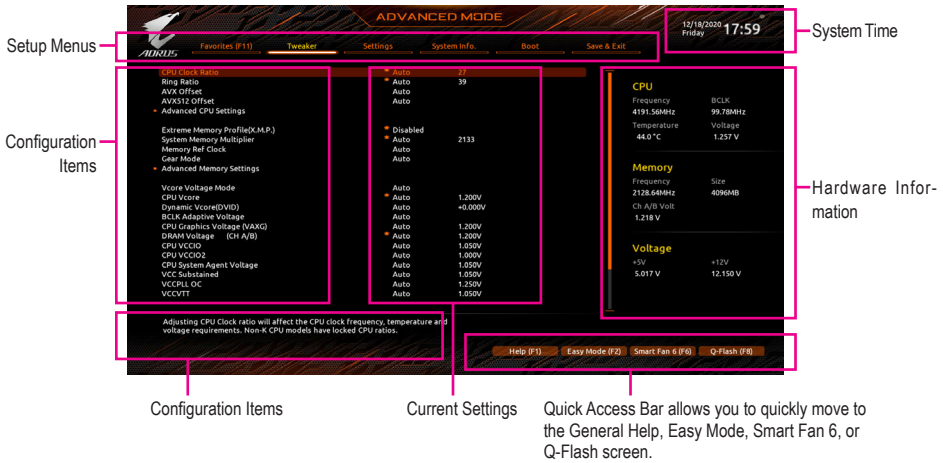 ADVANCED MODE
12/18/2020 Friday 17:59
System Time
Setup Menus
AORUS
Favorites (F11) Tweaker Settings System Info. Boot Save & Exit
CPU Clock Ratio * Auto 27
Ring Ratio * Auto 39
AVX Offset Auto
AVX512 Offset Auto
Advanced CPU Settings
Extreme Memory Profile(X.M.P.) * Disabled
System Memory Multiplier * Auto 2133
Memory Ref Clock Auto
Gear Mode Auto
Advanced Memory Settings
Vcore Voltage Mode Auto
CPU Vcore * Auto 1.200V
Dynamic Vcore(DVID) Auto +0.000V
BCLK Adaptive Voltage Auto
CPU Graphics Voltage (VAXG) Auto 1.200V
DRAM Voltage (CH A/B) * Auto 1.200V
CPU VCCIO Auto 1.050V
CPU VCCIO2 Auto 1.000V
CPU System Agent Voltage Auto 1.050V
VCC Substained Auto 1.050V
VCCPLL OC Auto 1.250V
VCCVTT Auto 1.050V
Configuration
Items
CPU
Frequency BCLK
4191.56MHz 99.78MHz
Temperature Voltage
44.0 °C 1.257 V
Memory
Frequency Size
2128.64MHz 4096MB
Ch A/B Volt
1.218 V
Voltage
+5V +12V
5.017 V 12.150 V
Hardware Infor-
mation
Adjusting CPU Clock ratio will affect the CPU clock frequency, temperature and
voltage requirements. Non-K CPU models have locked CPU ratios.
Help (F1) Easy Mode (F2) Smart Fan 6 (F6) Q-Flash (F8)
Configuration Items
Current Settings
Quick Access Bar allows you to quickly move to
the General Help, Easy Mode, Smart Fan 6, or
Q-Flash screen.